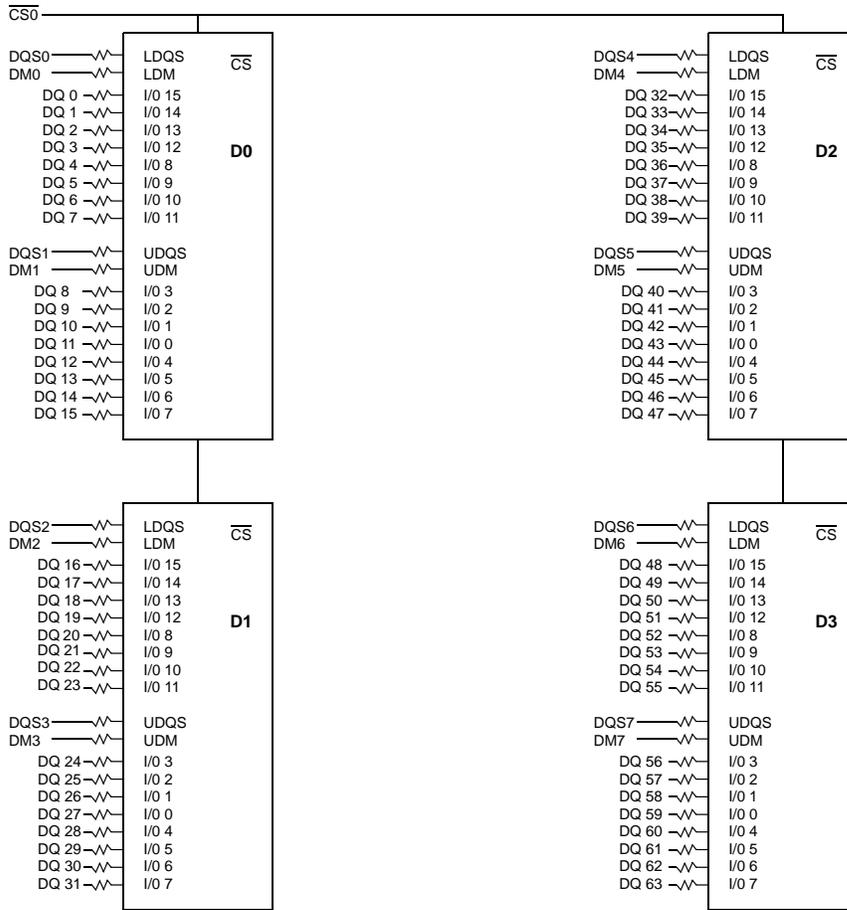 CS0
DQS0 LDQS CS
DM0 LDM
DQ 0 I/0 15
DQ 1 I/0 14
DQ 2 I/0 13
DQ 3 I/0 12 D0
DQ 4 I/0 8
DQ 5 I/0 9
DQ 6 I/0 10
DQ 7 I/0 11
DQS1 UDQS
DM1 UDM
DQ 8 I/0 3
DQ 9 I/0 2
DQ 10 I/0 1
DQ 11 I/0 0
DQ 12 I/0 4
DQ 13 I/0 5
DQ 14 I/0 6
DQ 15 I/0 7
DQS2 LDQS CS
DM2 LDM
DQ 16 I/0 15
DQ 17 I/0 14
DQ 18 I/0 13
DQ 19 I/0 12 D1
DQ 20 I/0 8
DQ 21 I/0 9
DQ 22 I/0 10
DQ 23 I/0 11
DQS3 UDQS
DM3 UDM
DQ 24 I/0 3
DQ 25 I/0 2
DQ 26 I/0 1
DQ 27 I/0 0
DQ 28 I/0 4
DQ 29 I/0 5
DQ 30 I/0 6
DQ 31 I/0 7
DQS4 LDQS CS
DM4 LDM
DQ 32 I/0 15
DQ 33 I/0 14
DQ 34 I/0 13
DQ 35 I/0 12 D2
DQ 36 I/0 8
DQ 37 I/0 9
DQ 38 I/0 10
DQ 39 I/0 11
DQS5 UDQS
DM5 UDM
DQ 40 I/0 3
DQ 41 I/0 2
DQ 42 I/0 1
DQ 43 I/0 0
DQ 44 I/0 4
DQ 45 I/0 5
DQ 46 I/0 6
DQ 47 I/0 7
DQS6 LDQS CS
DM6 LDM
DQ 48 I/0 15
DQ 49 I/0 14
DQ 50 I/0 13
DQ 51 I/0 12 D3
DQ 52 I/0 8
DQ 53 I/0 9
DQ 54 I/0 10
DQ 55 I/0 11
DQS7 UDQS
DM7 UDM
DQ 56 I/0 3
DQ 57 I/0 2
DQ 58 I/0 1
DQ 59 I/0 0
DQ 60 I/0 4
DQ 61 I/0 5
DQ 62 I/0 6
DQ 63 I/0 7